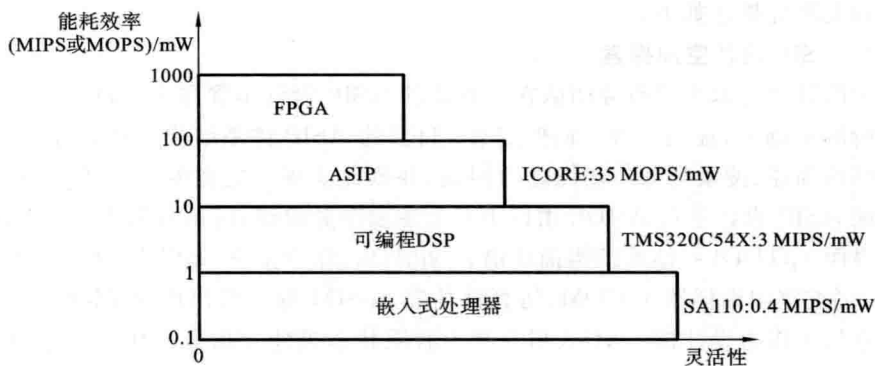 能耗效率
(MIPS或MOPS)/mW
1000
FPGA
100
ASIP
ICORE:35 MOPS/mW
10
可编程DSP
TMS320C54X:3 MIPS/mW
1
嵌入式处理器
SA110:0.4 MIPS/mW
0.1
0
灵活性